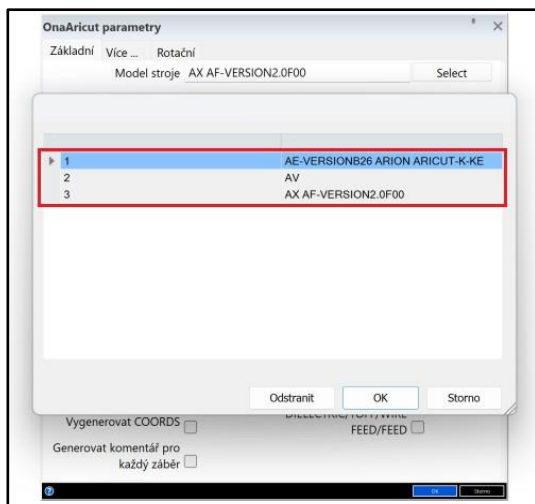 OnaAricut parametry
Základní Více ... Rotační
Model stroje AX AF-VERSION2.0F00 Select
1 AE-VERSIONB26 ARION ARICUT-K-KE
2 AV
3 AX AF-VERSION2.0F00
Odstranit OK Storno
Vygenerovat COORDS
FEED/FEED
Generovat komentář pro
každý záběr
OK Storno